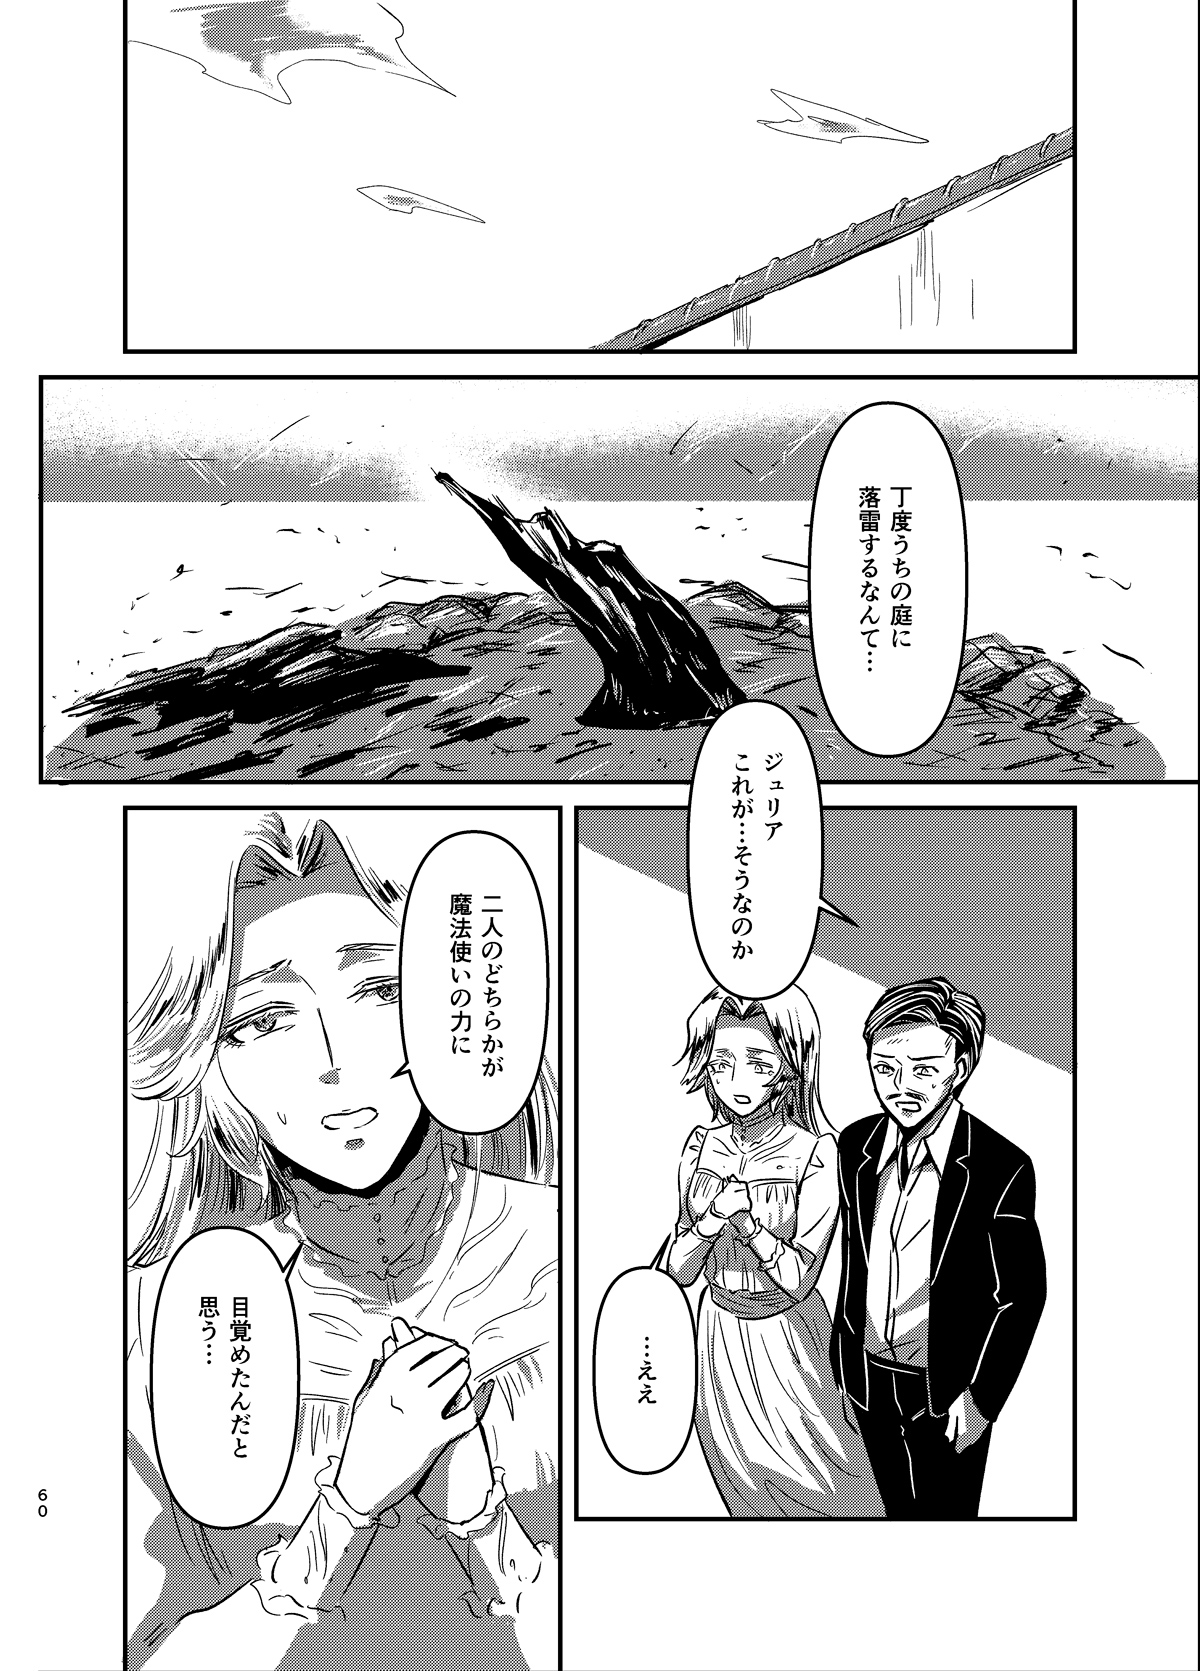 丁度うちの庭に
落雷するなんて…
ジュリア
これが…そうなのか
…ええ
二人のどちらかが
魔法使いの力に
目覚めたんだと
思う…
60